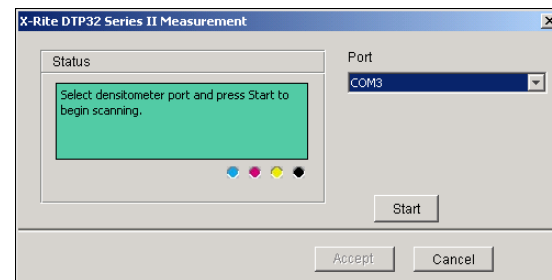 X-Rite DTP32 Series II Measurement
Status
Select densitometer port and press Start to
begin scanning.
Port
COM3
Start
Accept
Cancel